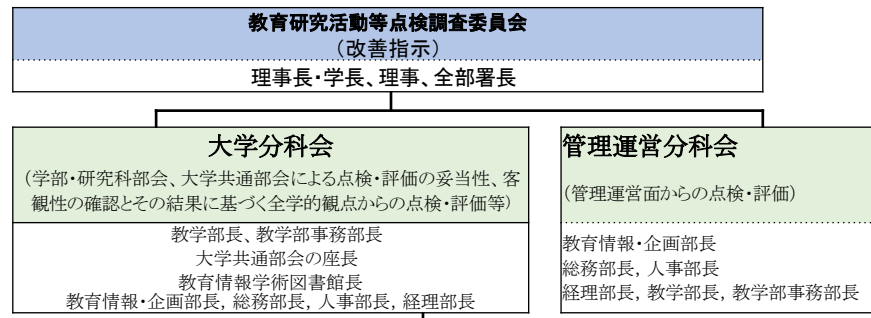 教育研究活動等点検調査委員会
（改善指示）
理事長・学長、理事、全部署長
大学分科会
（学部・研究科部会、大学共通部会による点検・評価の妥当性、客
観性の確認とその結果に基づく全学的観点からの点検・評価等）
教学部長、教学部事務部長
大学共通部会の座長
教育情報学術図書館長
教育情報・企画部長, 総務部長, 人事部長, 経理部長
管理運営分科会
（管理運営面からの点検・評価）
教育情報・企画部長
総務部長, 人事部長
経理部長, 教学部長, 教学部事務部長